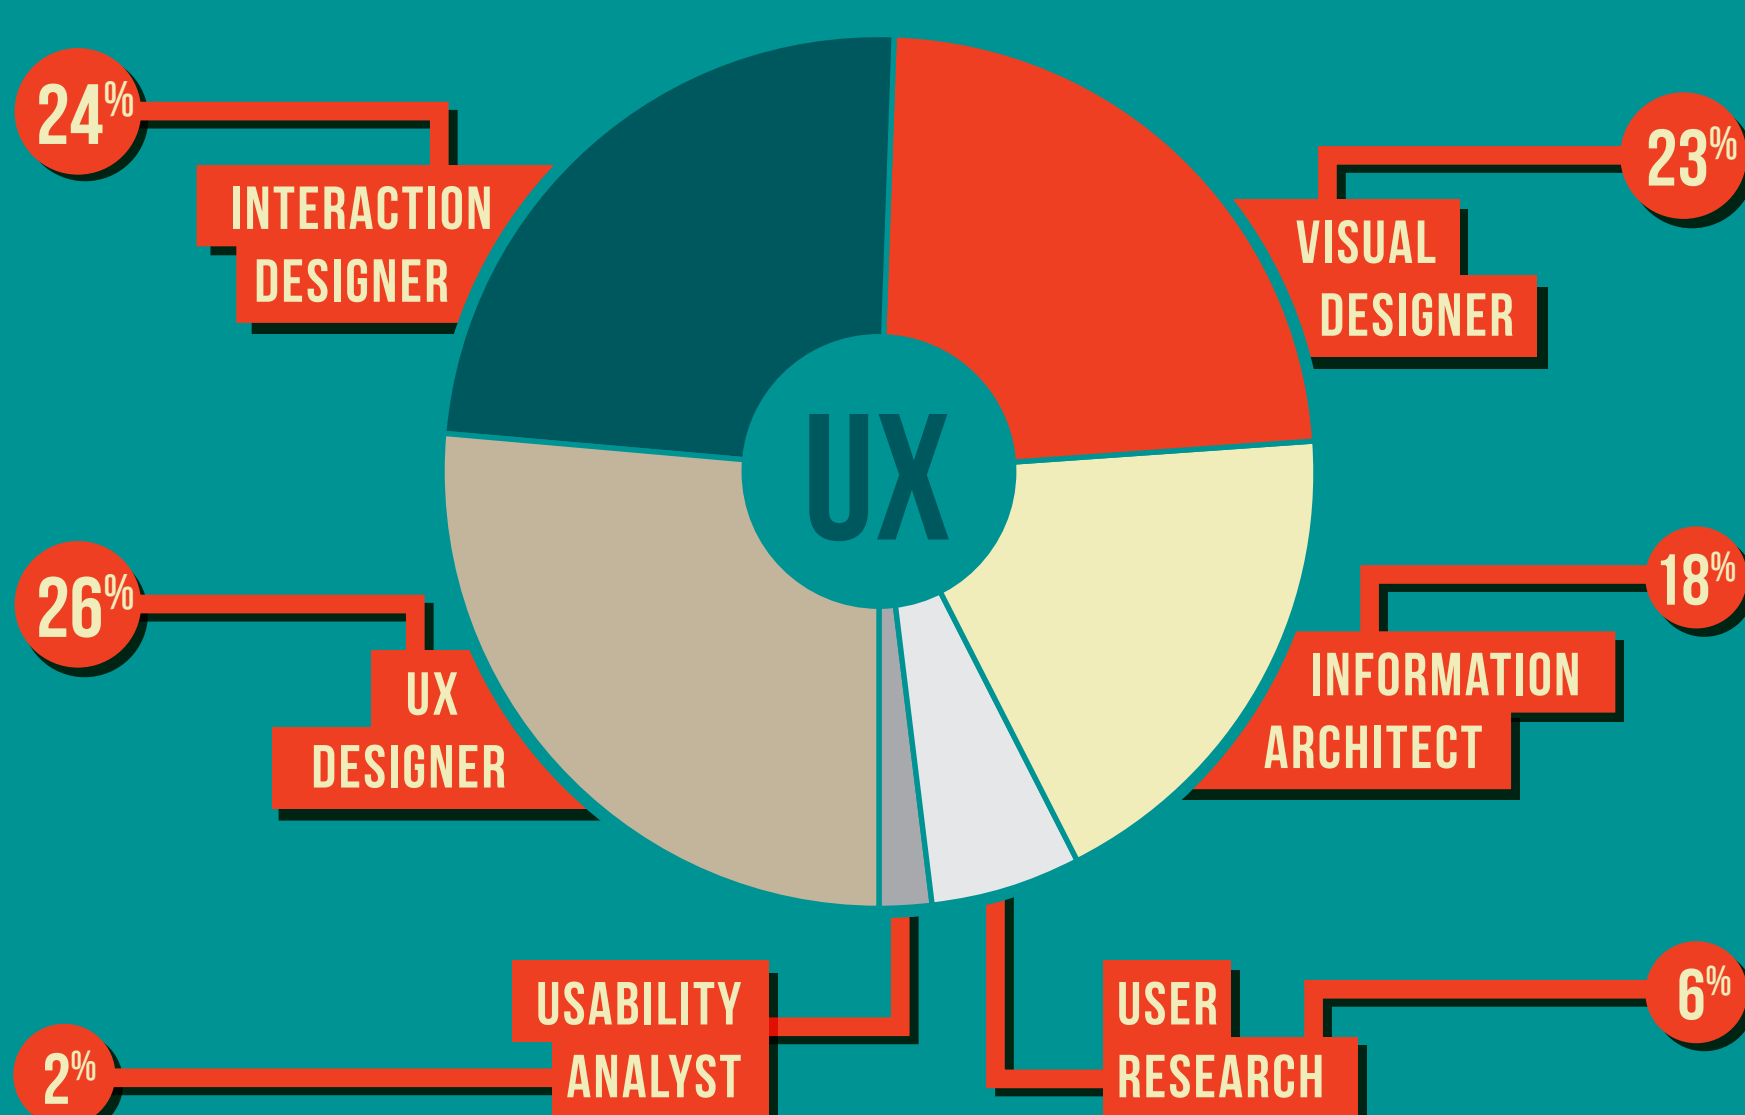 24%
INTERACTION
DESIGNER
23%
VISUAL
DESIGNER
UX
26%
UX
DESIGNER
18%
INFORMATION
ARCHITECT
2%
USABILITY
ANALYST
6%
USER
RESEARCH